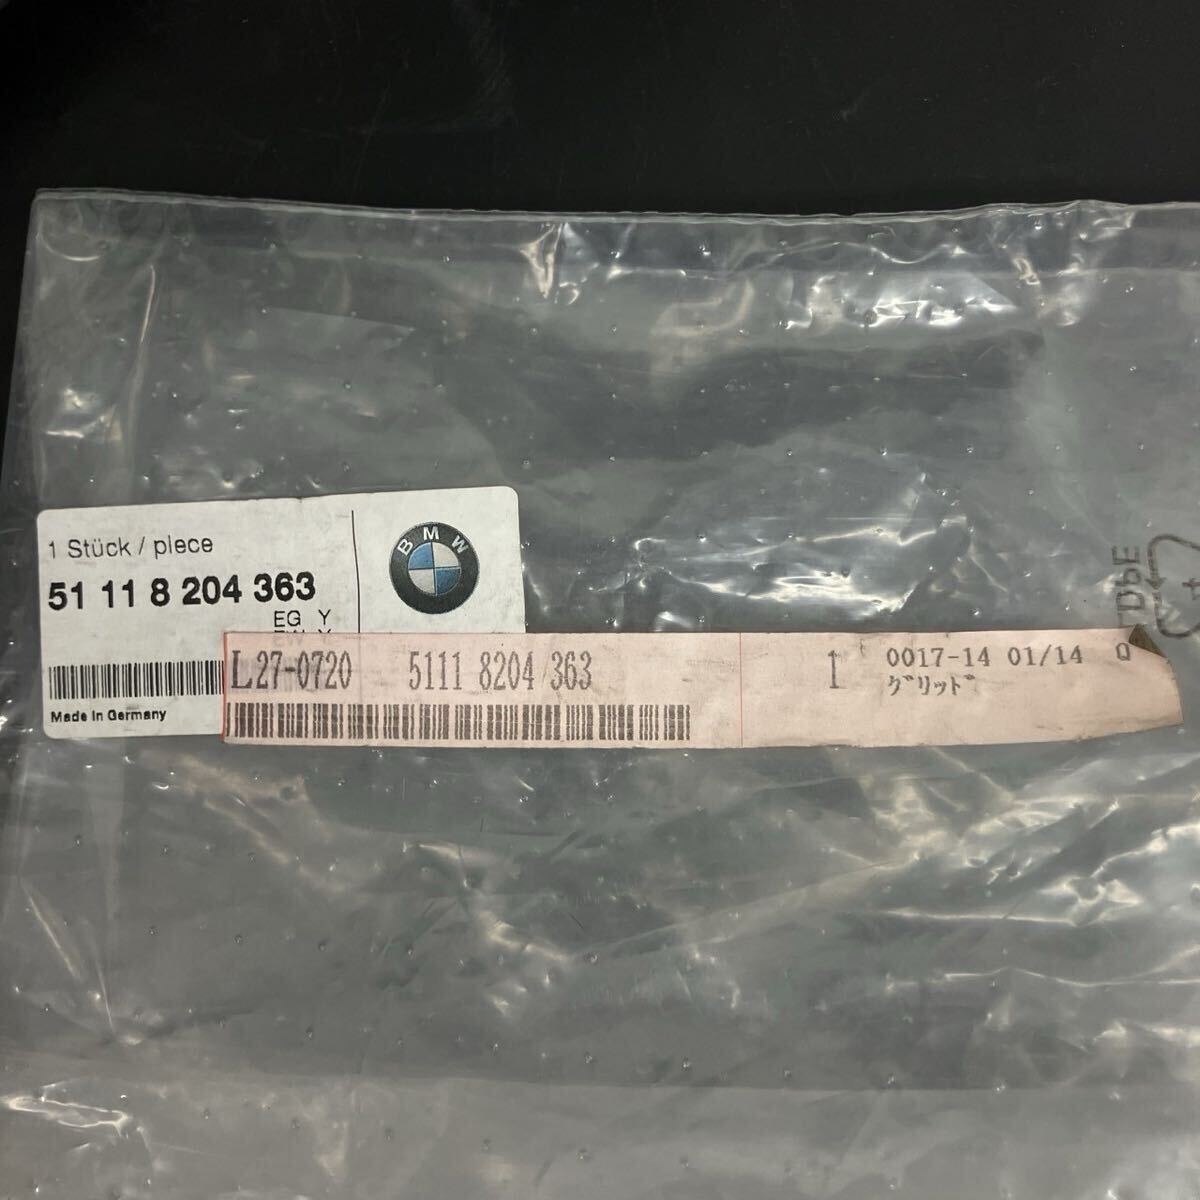 1 Stück / piece
51 11 8 204 363
EG Y
BMW
L27-0720 5111 8204 363 1 0017-14 01/14 Q
ｸﾞﾘｯﾄﾞ
Made in Germany